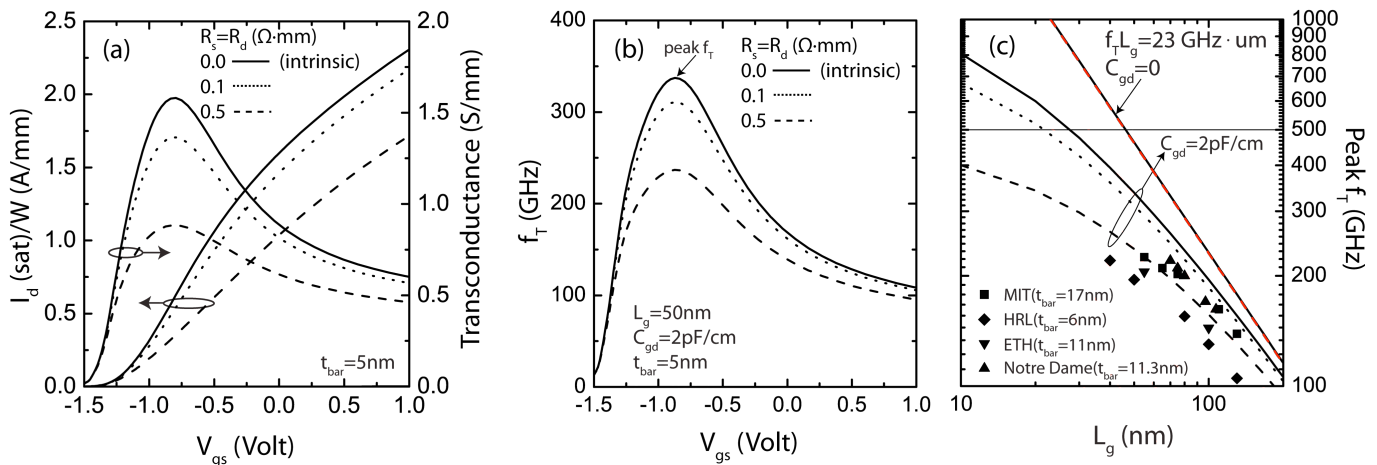 (a)
R_s=R_d (Ω·mm)
0.0 (intrinsic)
0.1
0.5
t_bar=5nm
2.5
2.0
1.5
1.0
0.5
0.0
I_d (sat)/W (A/mm)
2.0
1.5
1.0
0.5
0.0
Transconductance (S/mm)
-1.5 -1.0 -0.5 0.0 0.5 1.0
V_gs (Volt)
(b)
peak f_T
R_s=R_d (Ω·mm)
0.0 (intrinsic)
0.1
0.5
L_g=50nm
C_gd=2pF/cm
t_bar=5nm
400
300
200
100
0
f_T (GHz)
-1.5 -1.0 -0.5 0.0 0.5 1.0
V_gs (Volt)
(c)
f_T L_g=23 GHz·um
C_gd=0
C_gd=2pF/cm
MIT(t_bar=17nm)
HRL(t_bar=6nm)
ETH(t_bar=11nm)
Notre Dame(t_bar=11.3nm)
1000
900
800
700
600
500
400
300
200
100
Peak f_T (GHz)
10 100
L_g (nm)